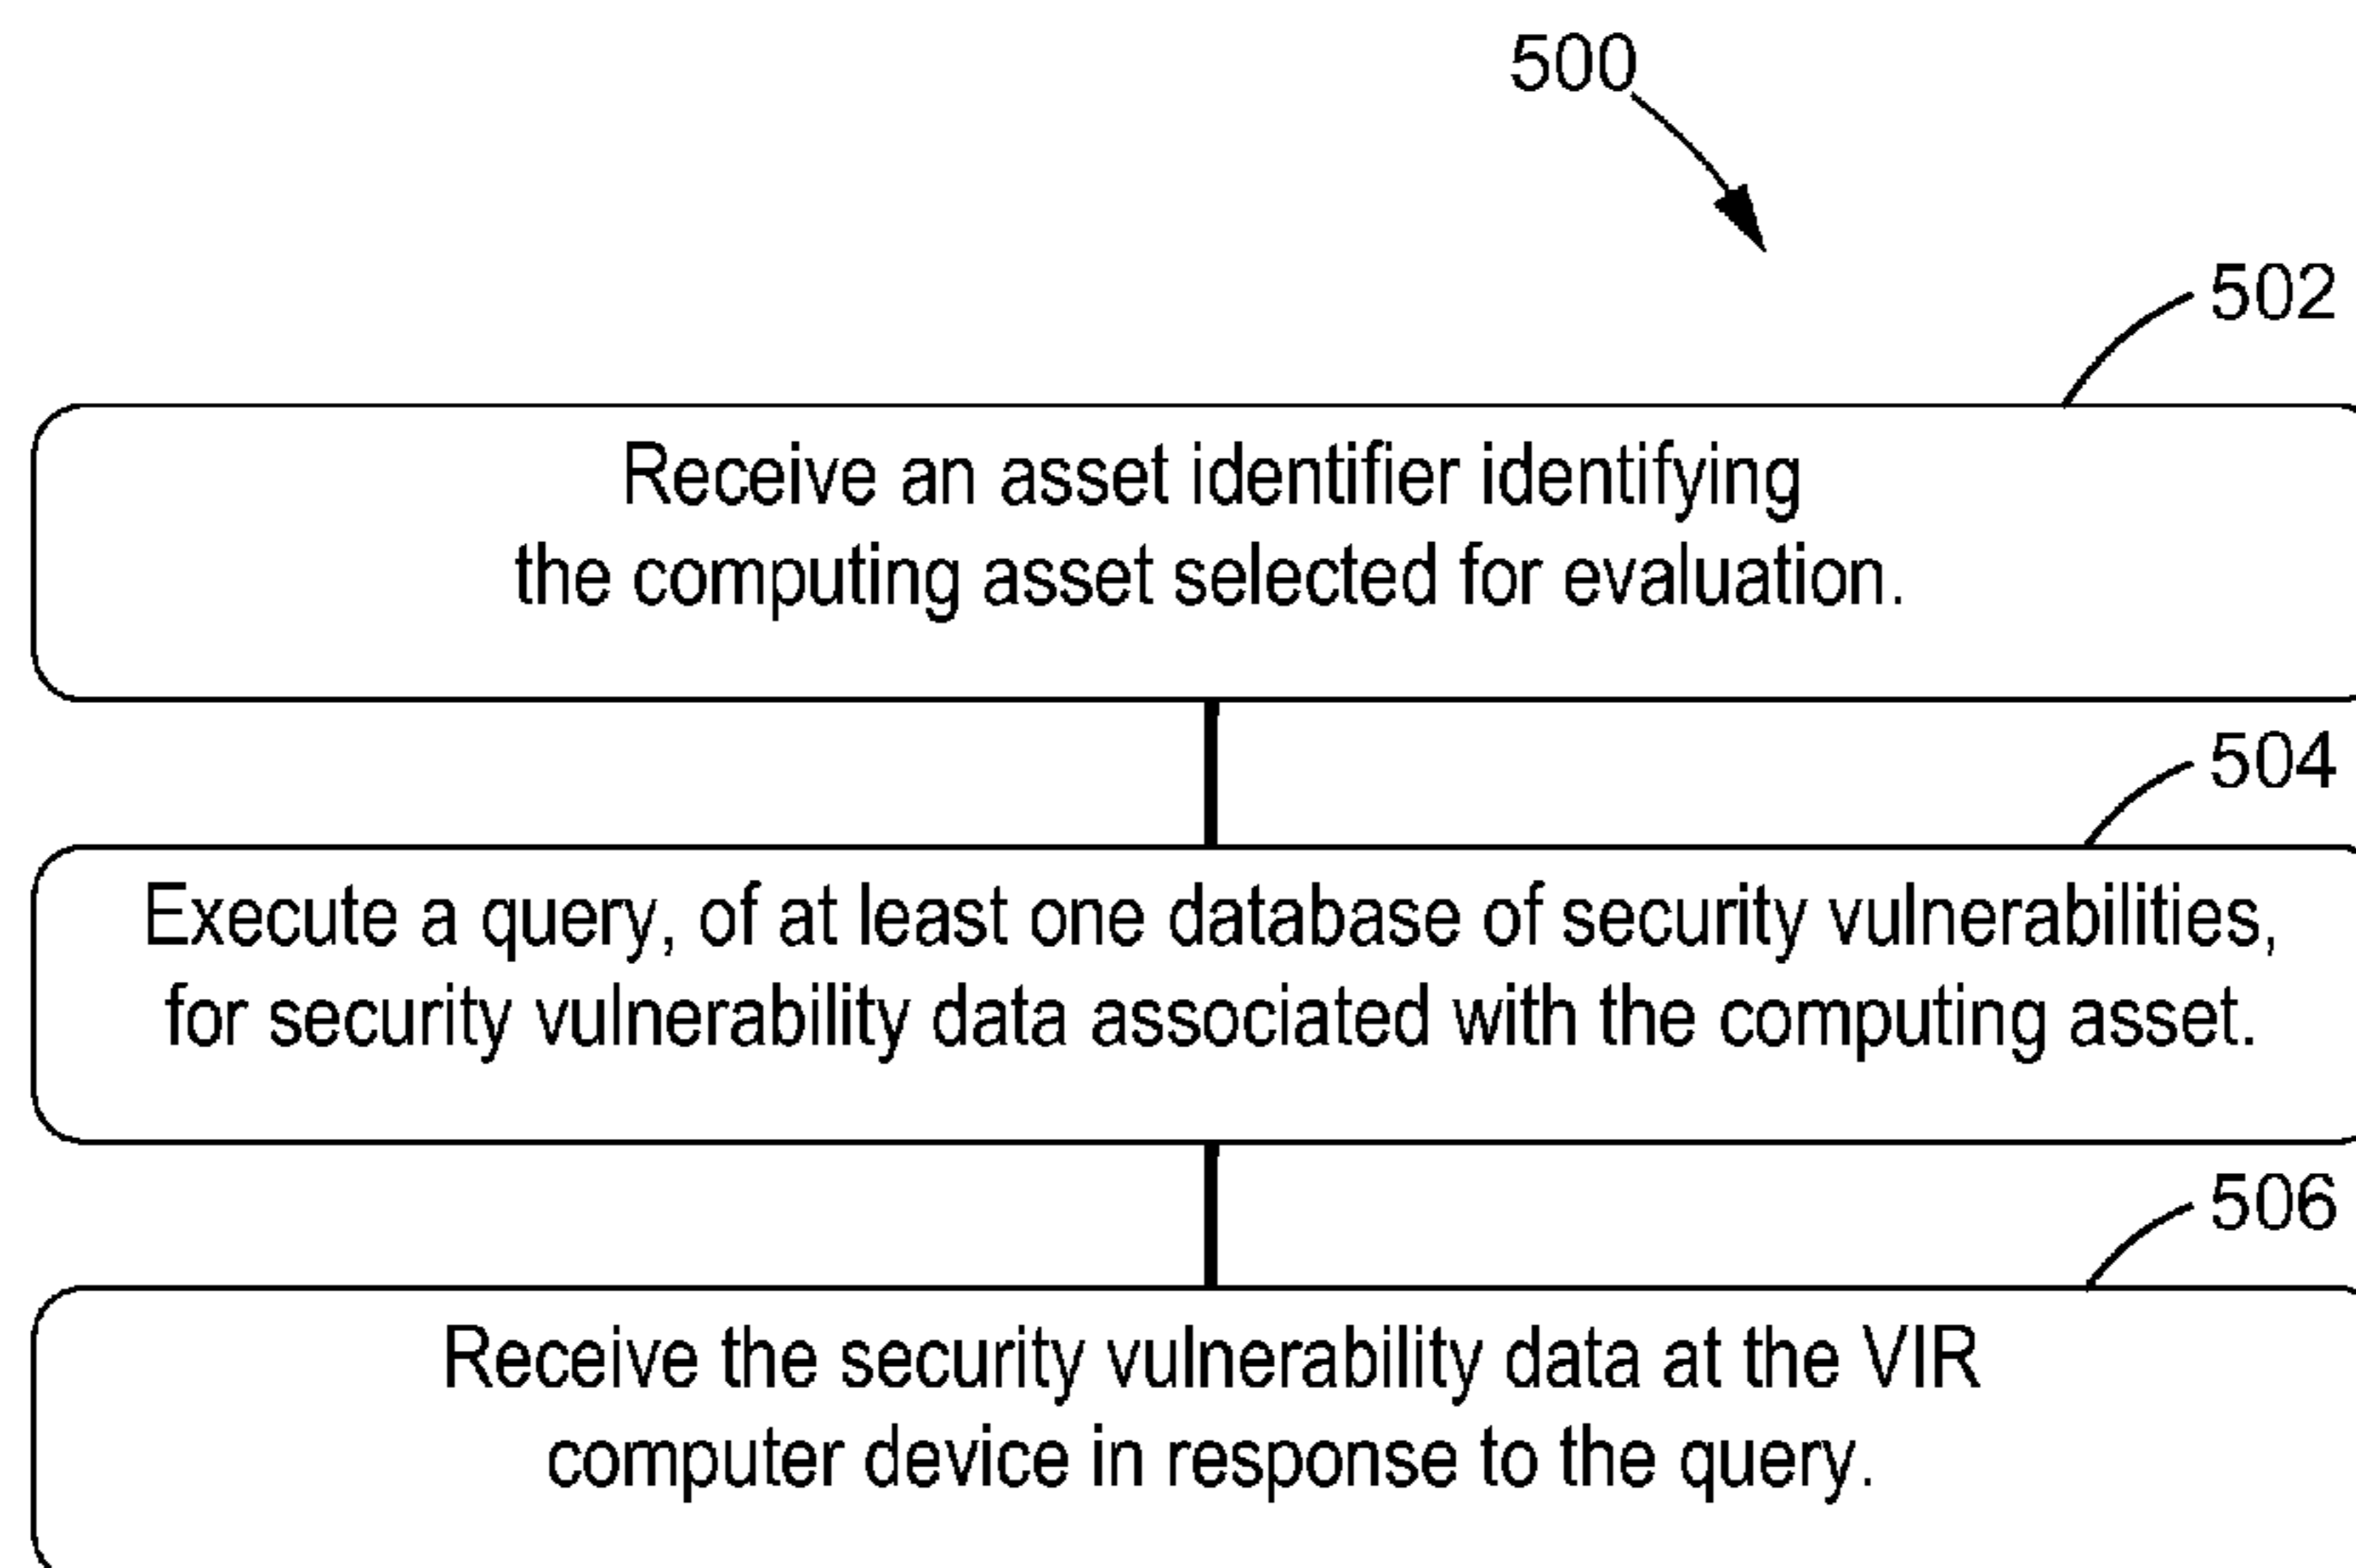 500
502
Receive an asset identifier identifying
the computing asset selected for evaluation.
504
Execute a query, of at least one database of security vulnerabilities,
for security vulnerability data associated with the computing asset.
506
Receive the security vulnerability data at the VIR
computer device in response to the query.